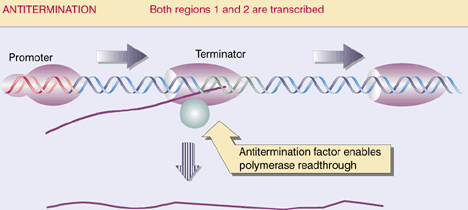 ANTITERMINATION Both regions 1 and 2 are transcribed
Promoter
Terminator
Antitermination factor enables
polymerase readthrough